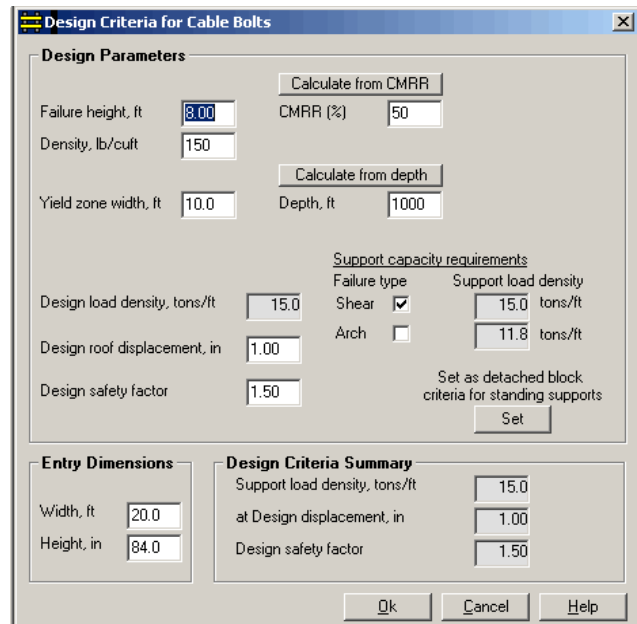 Design Criteria for Cable Bolts
Design Parameters
Calculate from CMRR
Failure height, ft 8.00 CMRR (%) 50
Density, lb/cuft 150
Calculate from depth
Yield zone width, ft 10.0 Depth, ft 1000
Support capacity requirements
Failure type Support load density
Design load density, tons/ft 15.0 Shear 15.0 tons/ft
Arch 11.8 tons/ft
Design roof displacement, in 1.00
Set as detached block
Design safety factor 1.50 criteria for standing supports
Set
Entry Dimensions Design Criteria Summary
Support load density, tons/ft 15.0
Width, ft 20.0 at Design displacement, in 1.00
Height, in 84.0 Design safety factor 1.50
Ok Cancel Help